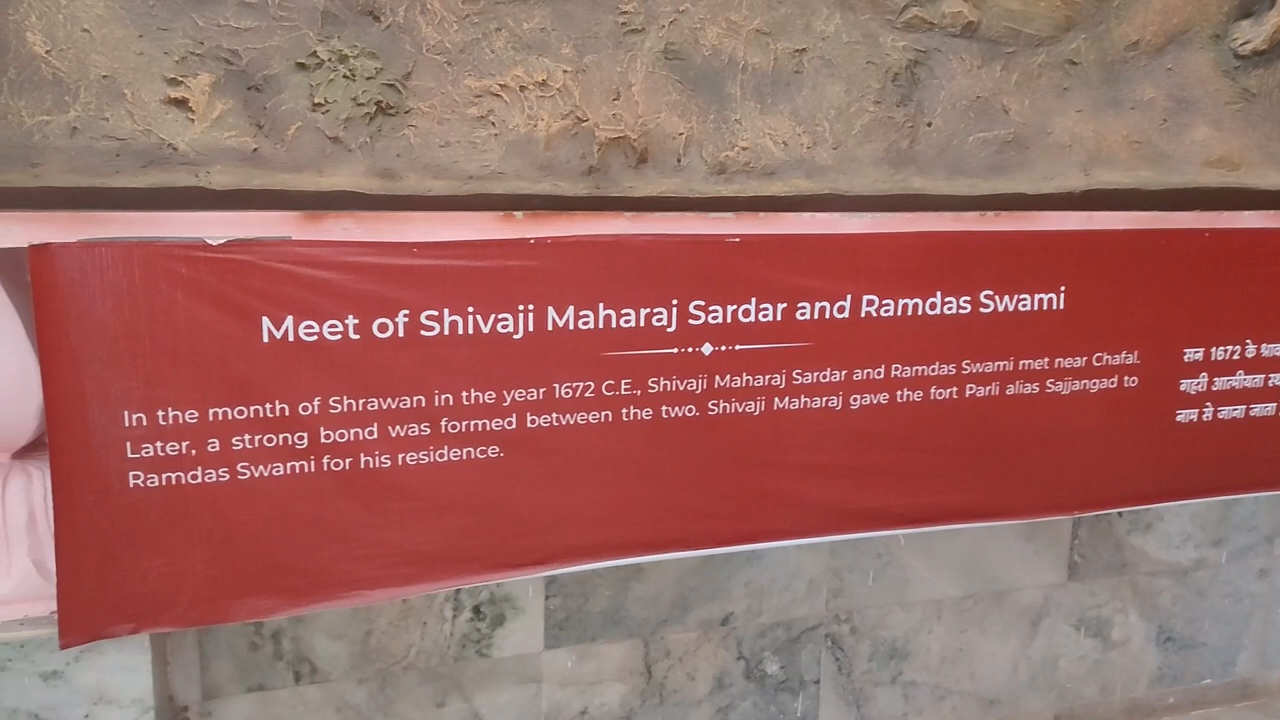 Meet of Shivaji Maharaj Sardar and Ramdas Swami
In the month of Shrawan in the year 1672 C.E., Shivaji Maharaj Sardar and Ramdas Swami met near Chafal.
Later, a strong bond was formed between the two. Shivaji Maharaj gave the fort Parli alias Sajjangad to
Ramdas Swami for his residence.
सन 1672 के
गहरी आत्मीयता
नाम से जाना जाता